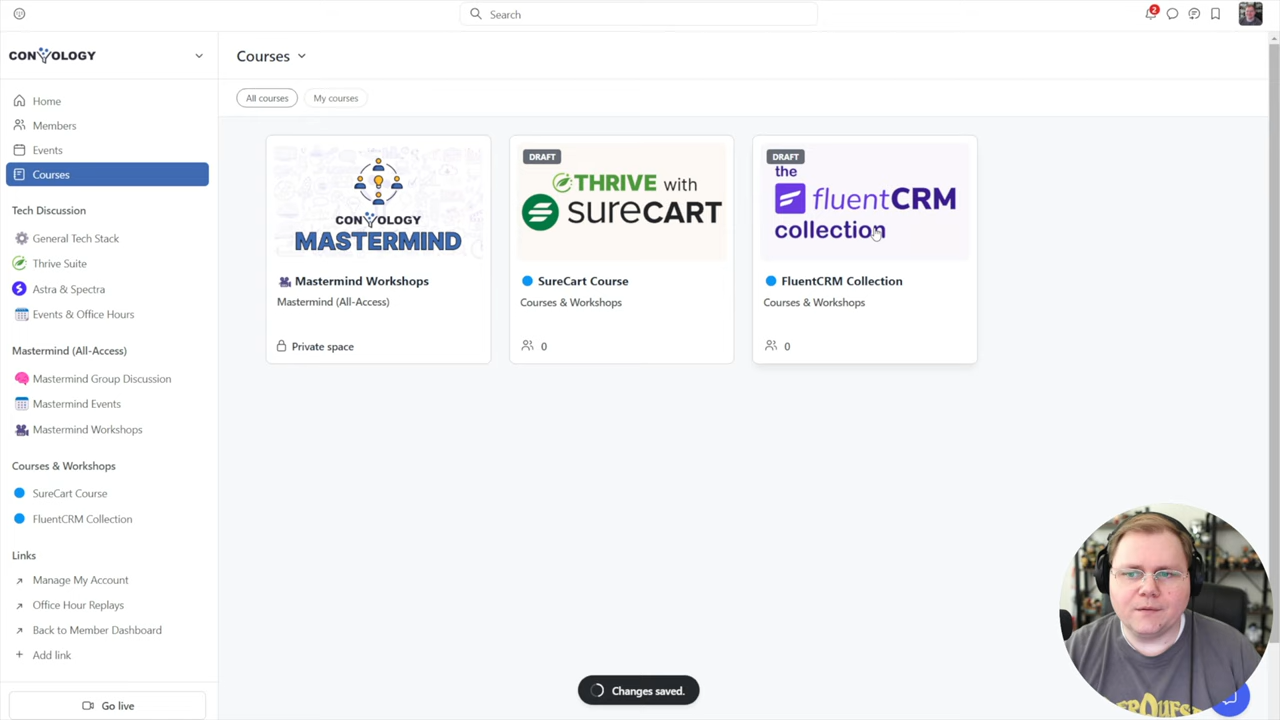 Search
2
CONVOLOGY
Courses
Home
Members
Events
Courses
Tech Discussion
General Tech Stack
Thrive Suite
Astra & Spectra
Events & Office Hours
Mastermind (All-Access)
Mastermind Group Discussion
Mastermind Events
Mastermind Workshops
Courses & Workshops
SureCart Course
FluentCRM Collection
Links
Manage My Account
Office Hour Replays
Back to Member Dashboard
Add link
Go live
All courses
My courses
CONVOLOGY
MASTERMIND
Mastermind Workshops
Mastermind (All-Access)
Private space
DRAFT
THRIVE with
SURECART
SureCart Course
Courses & Workshops
0
DRAFT
the
fluentCRM
collection
FluentCRM Collection
Courses & Workshops
0
Changes saved.